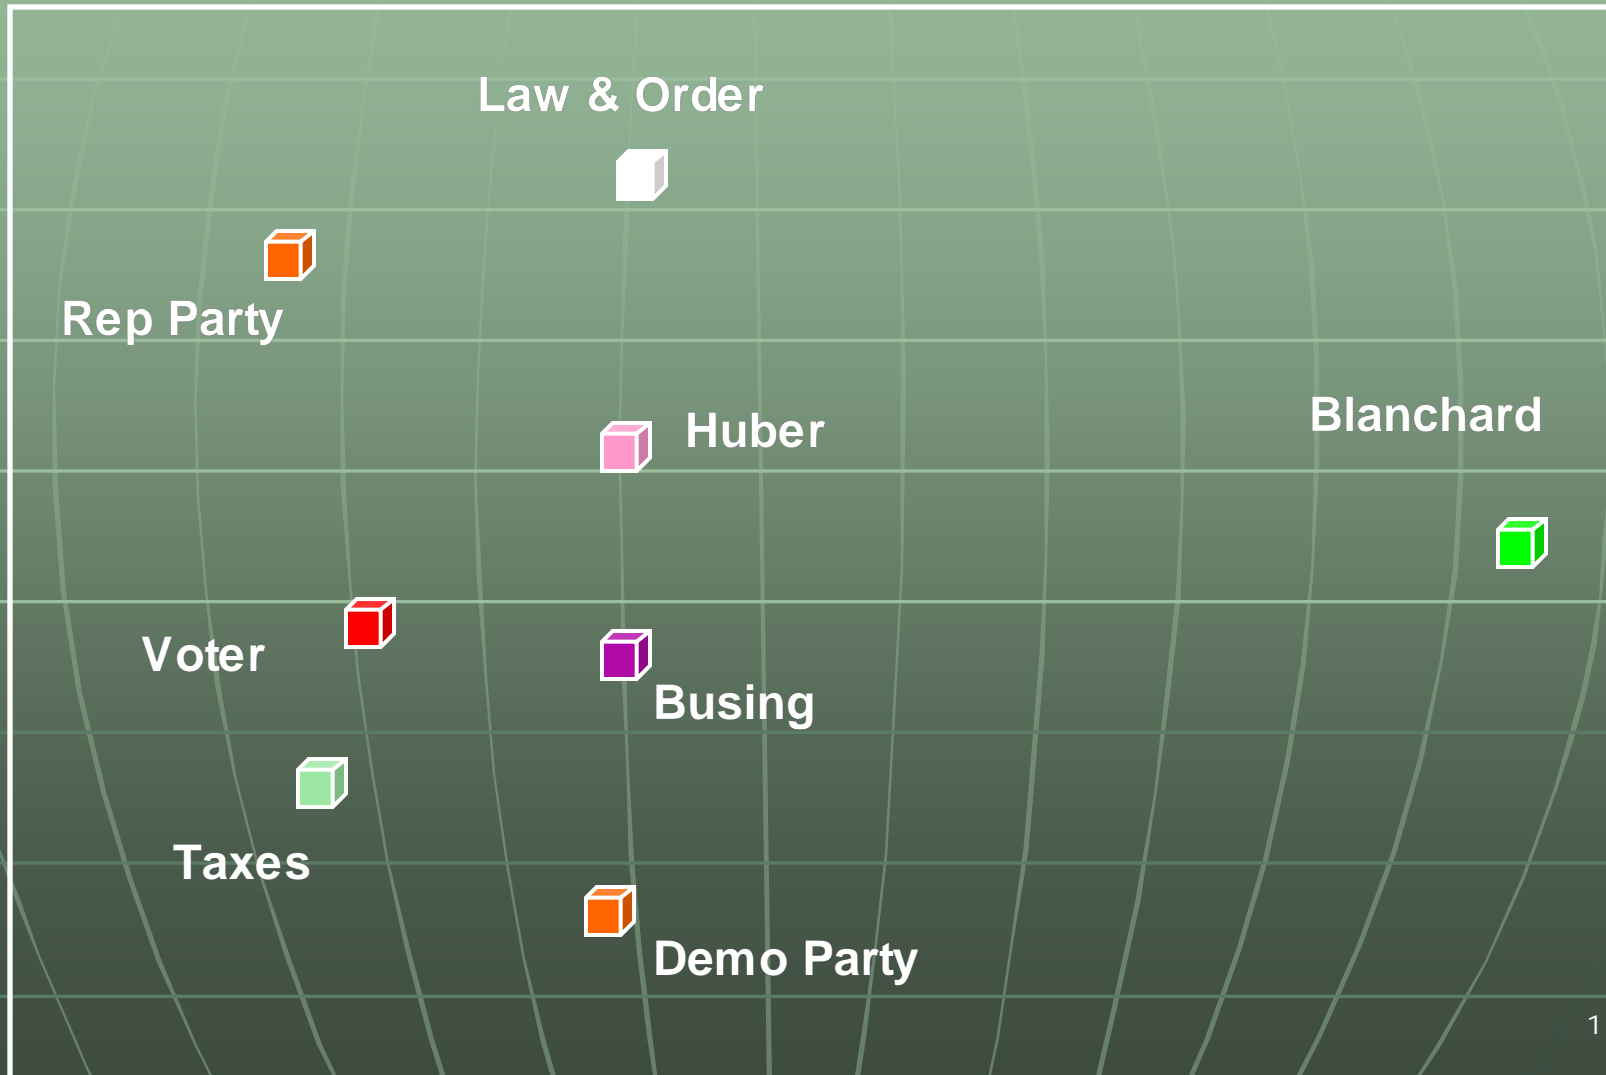 Law & Order
Rep Party
Huber
Blanchard
Voter
Busing
Taxes
Demo Party
1